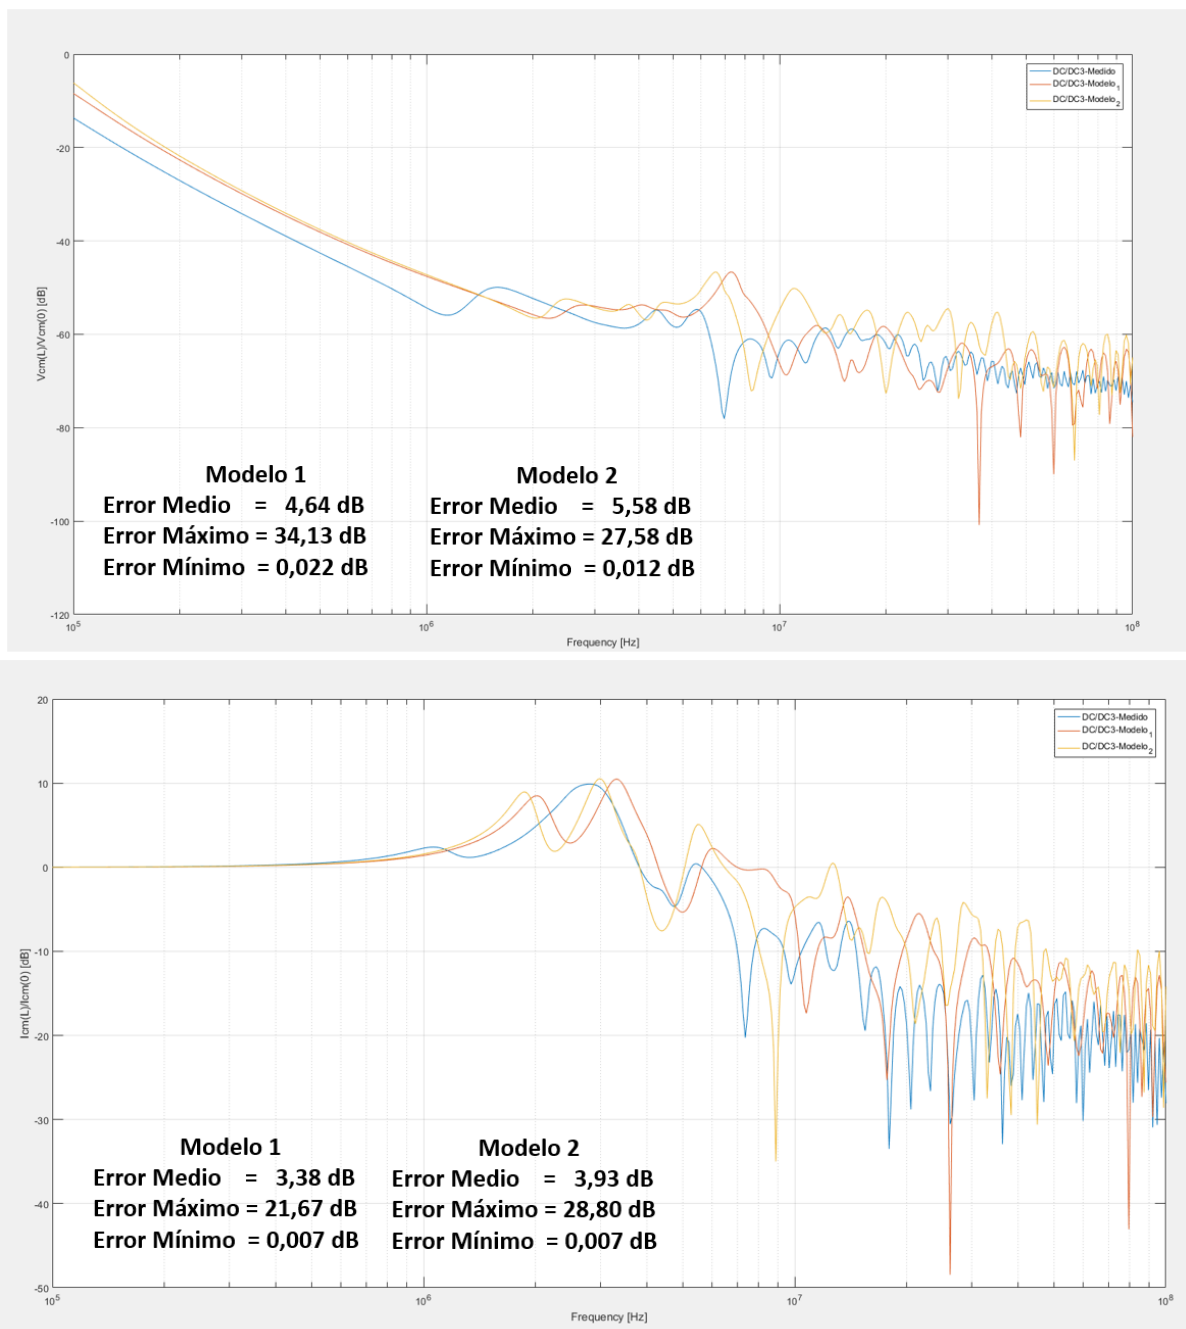 0
-20
-40
-60
-80
-100
-120
Vcm(L)/Vcm(0) [dB]
DC/DC3-Medido
DC/DC3-Modelo1
DC/DC3-Modelo2
Modelo 1
Error Medio = 4,64 dB
Error Máximo = 34,13 dB
Error Mínimo = 0,022 dB
Modelo 2
Error Medio = 5,58 dB
Error Máximo = 27,58 dB
Error Mínimo = 0,012 dB
10^5
10^6
10^7
10^8
Frequency [Hz]
20
10
0
-10
-20
-30
-40
-50
Icm(L)/Icm(0) [dB]
DC/DC3-Medido
DC/DC3-Modelo1
DC/DC3-Modelo2
Modelo 1
Error Medio = 3,38 dB
Error Máximo = 21,67 dB
Error Mínimo = 0,007 dB
Modelo 2
Error Medio = 3,93 dB
Error Máximo = 28,80 dB
Error Mínimo = 0,007 dB
10^5
10^6
10^7
10^8
Frequency [Hz]